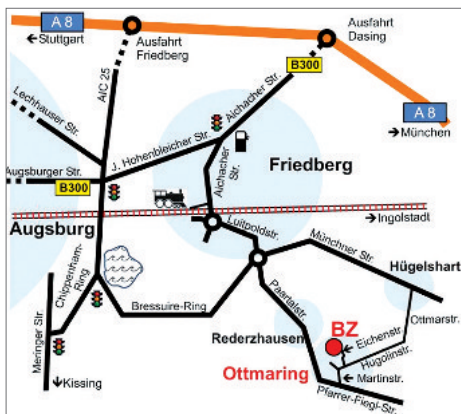 A 8
←Stuttgart
Ausfahrt
Friedberg
Ausfahrt
Dasing
A 8
→München
B300
AIC 25
Lechhauser Str.
Aichacher Str.
J. Hohenbleicher Str.
Augsburger Str.
B300
Aichacher
Str.
Friedberg
Augsburg
→Ingolstadt
Luitpoldstr.
Münchner Str.
Hügelshart
Chippenham-
Ring
Bressuire-Ring
Paartalstr.
Ottmarstr.
Meringer Str.
Rederzhausen
BZ
←Eichenstr.
Hugolinstr.
←Martinstr.
Ottmaring
↓Kissing
Pfarrer-Fiegl-Str.